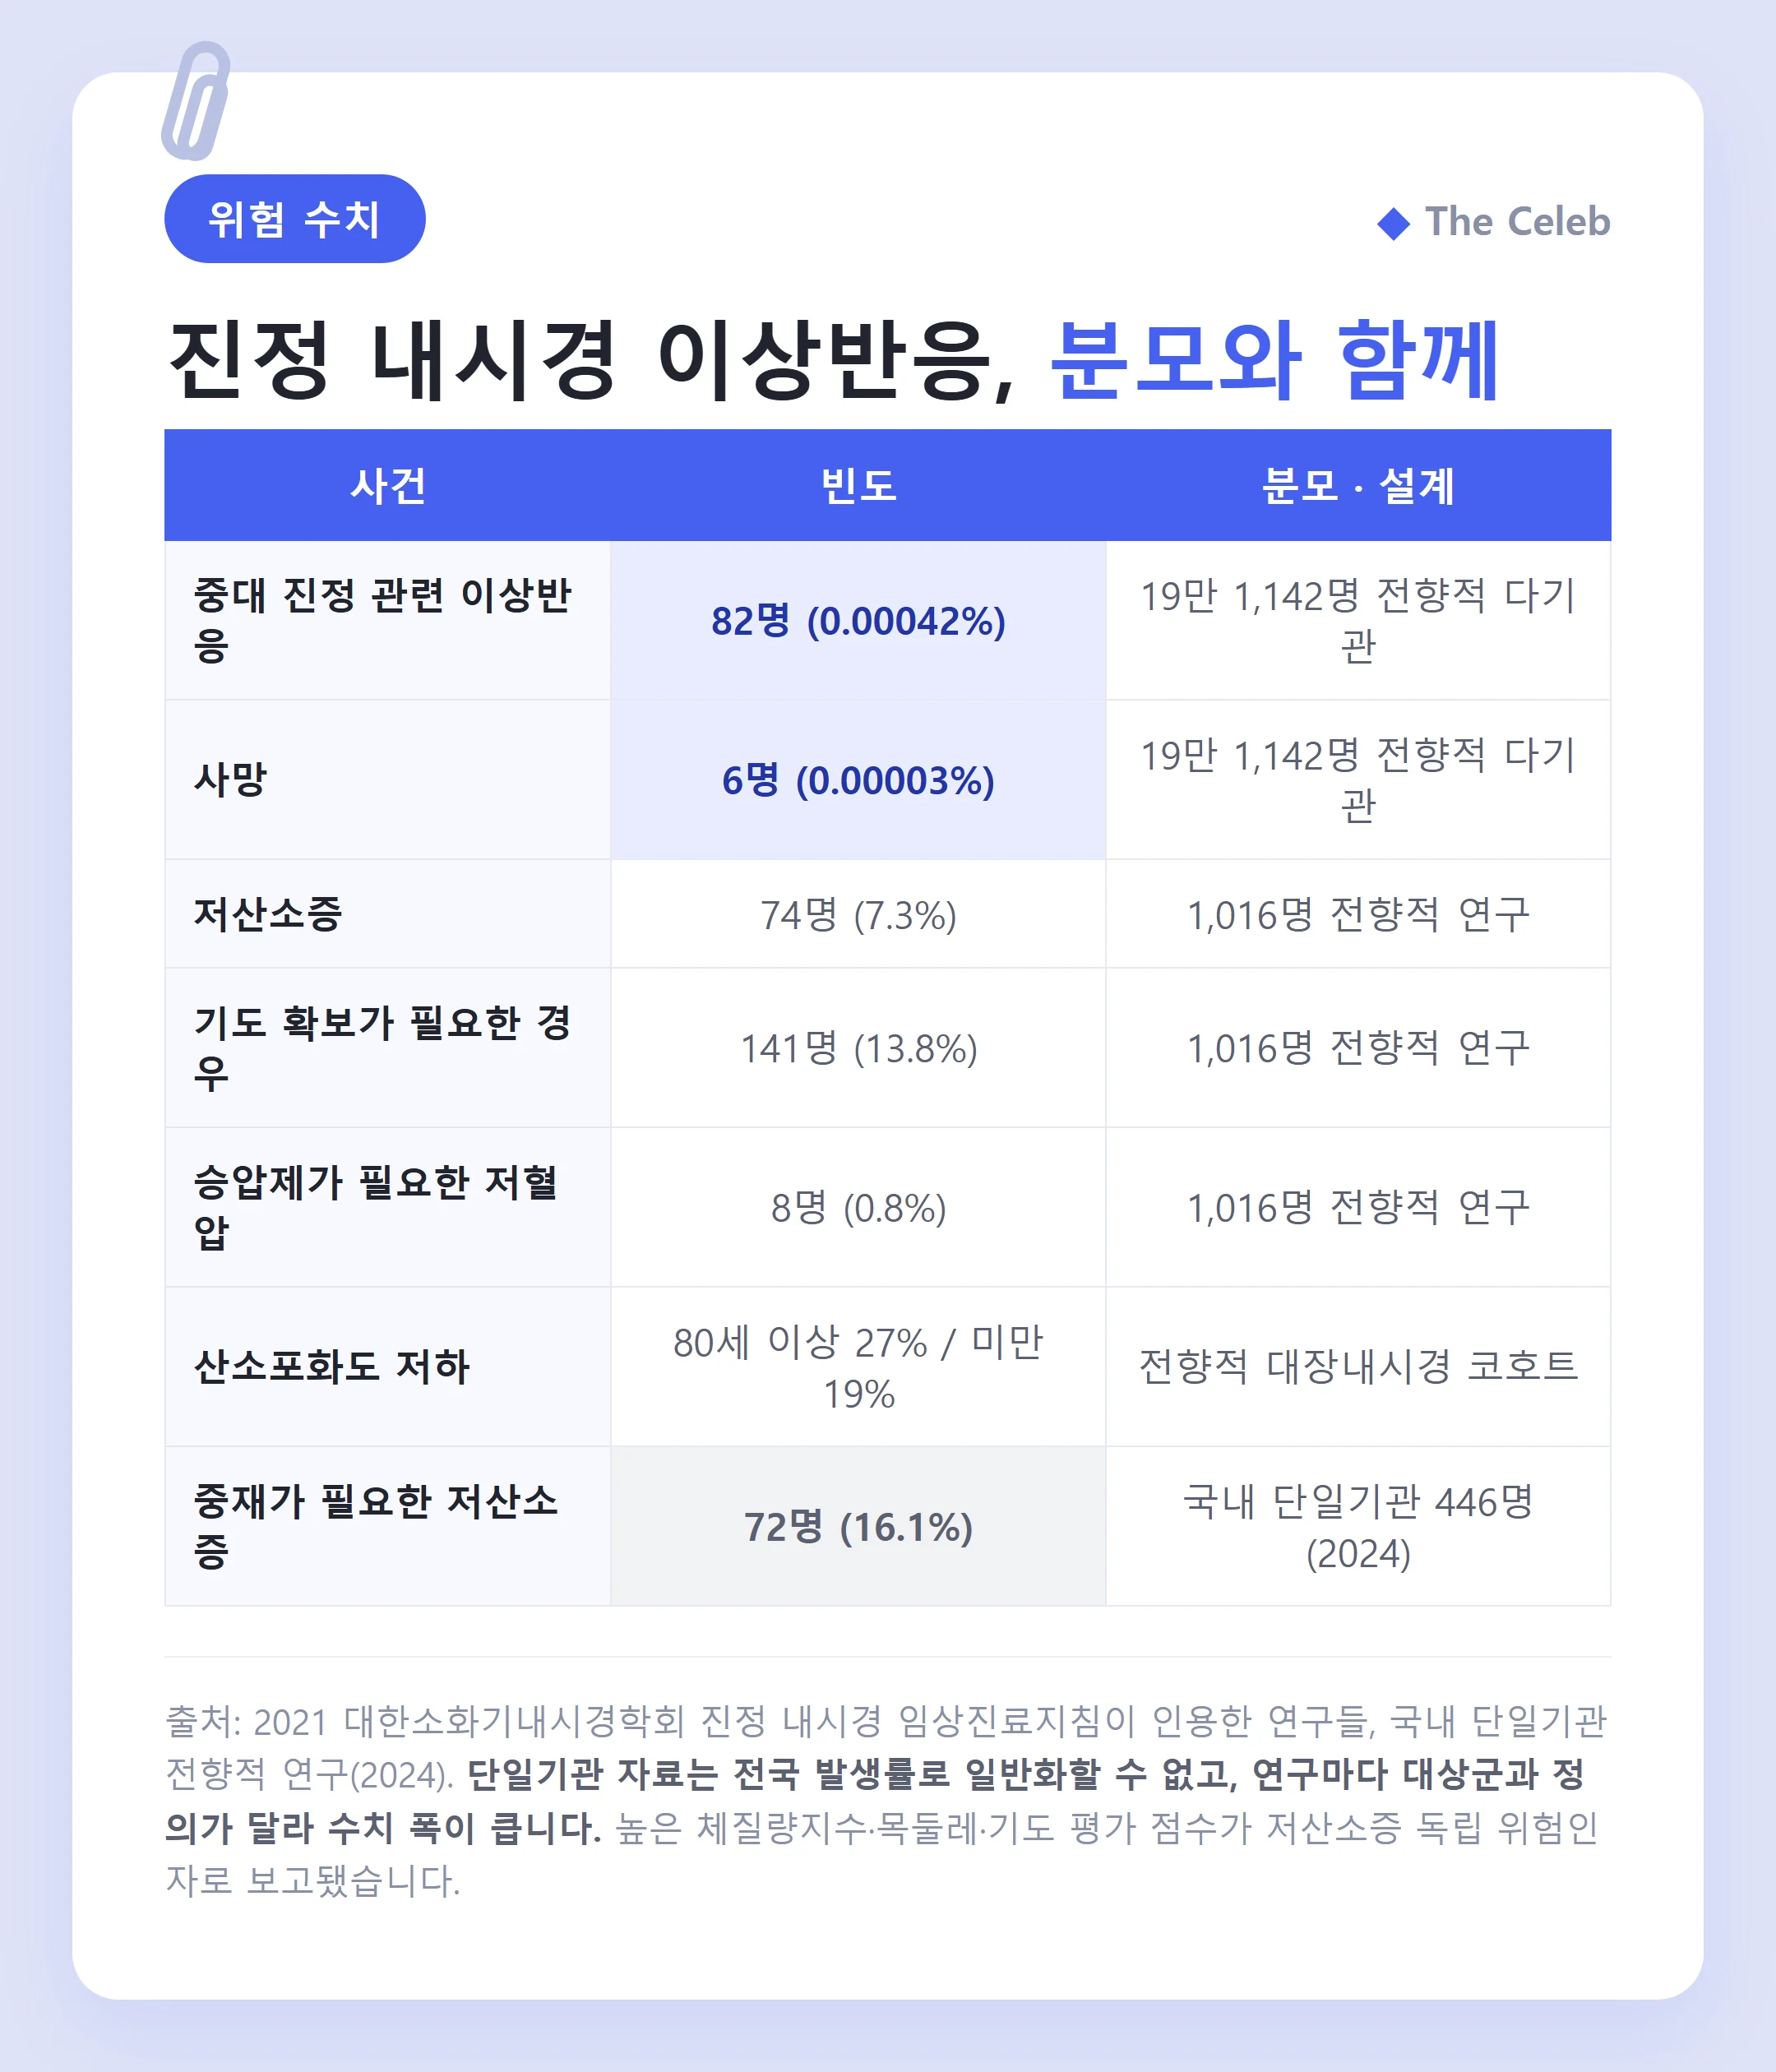 위험 수치
The Celeb
진정 내시경 이상반응, 분모와 함께
사건 빈도 분모 · 설계
중대 진정 관련 이상반
응
82명 (0.00042%)
19만 1,142명 전향적 다기
관
사망
6명 (0.00003%)
19만 1,142명 전향적 다기
관
저산소증 74명 (7.3%) 1,016명 전향적 연구
기도 확보가 필요한 경
우
141명 (13.8%)
1,016명 전향적 연구
승압제가 필요한 저혈
압
8명 (0.8%)
1,016명 전향적 연구
산소포화도 저하
80세 이상 27% / 미만
19%
전향적 대장내시경 코호트
중재가 필요한 저산소
증
72명 (16.1%)
국내 단일기관 446명
(2024)
출처: 2021 대한소화기내시경학회 진정 내시경 임상진료지침이 인용한 연구들, 국내 단일기관
전향적 연구(2024). 단일기관 자료는 전국 발생률로 일반화할 수 없고, 연구마다 대상군과 정
의가 달라 수치 폭이 큽니다. 높은 체질량지수·목둘레·기도 평가 점수가 저산소증 독립 위험인
자로 보고됐습니다.